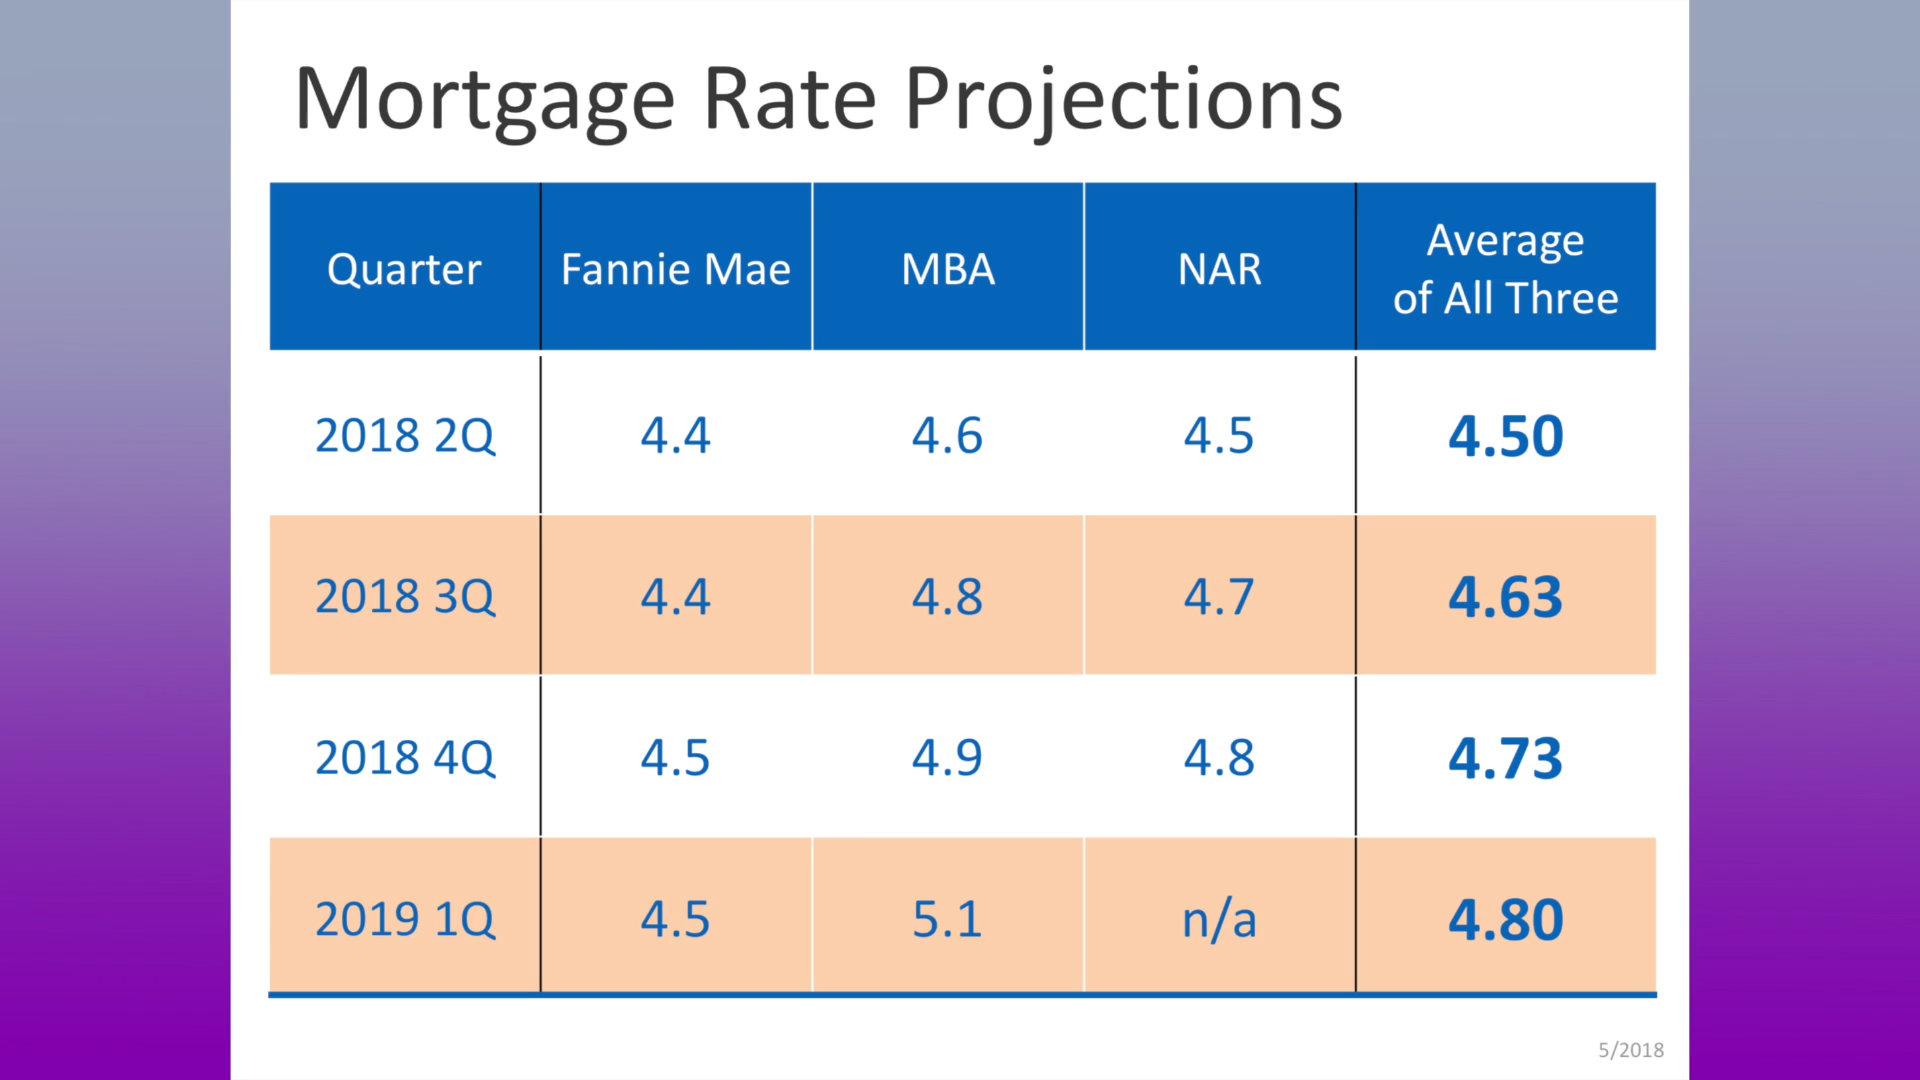 Mortgage Rate Projections
Quarter Fannie Mae MBA NAR Average of All Three
2018 2Q 4.4 4.6 4.5 4.50
2018 3Q 4.4 4.8 4.7 4.63
2018 4Q 4.5 4.9 4.8 4.73
2019 1Q 4.5 5.1 n/a 4.80
5/2018